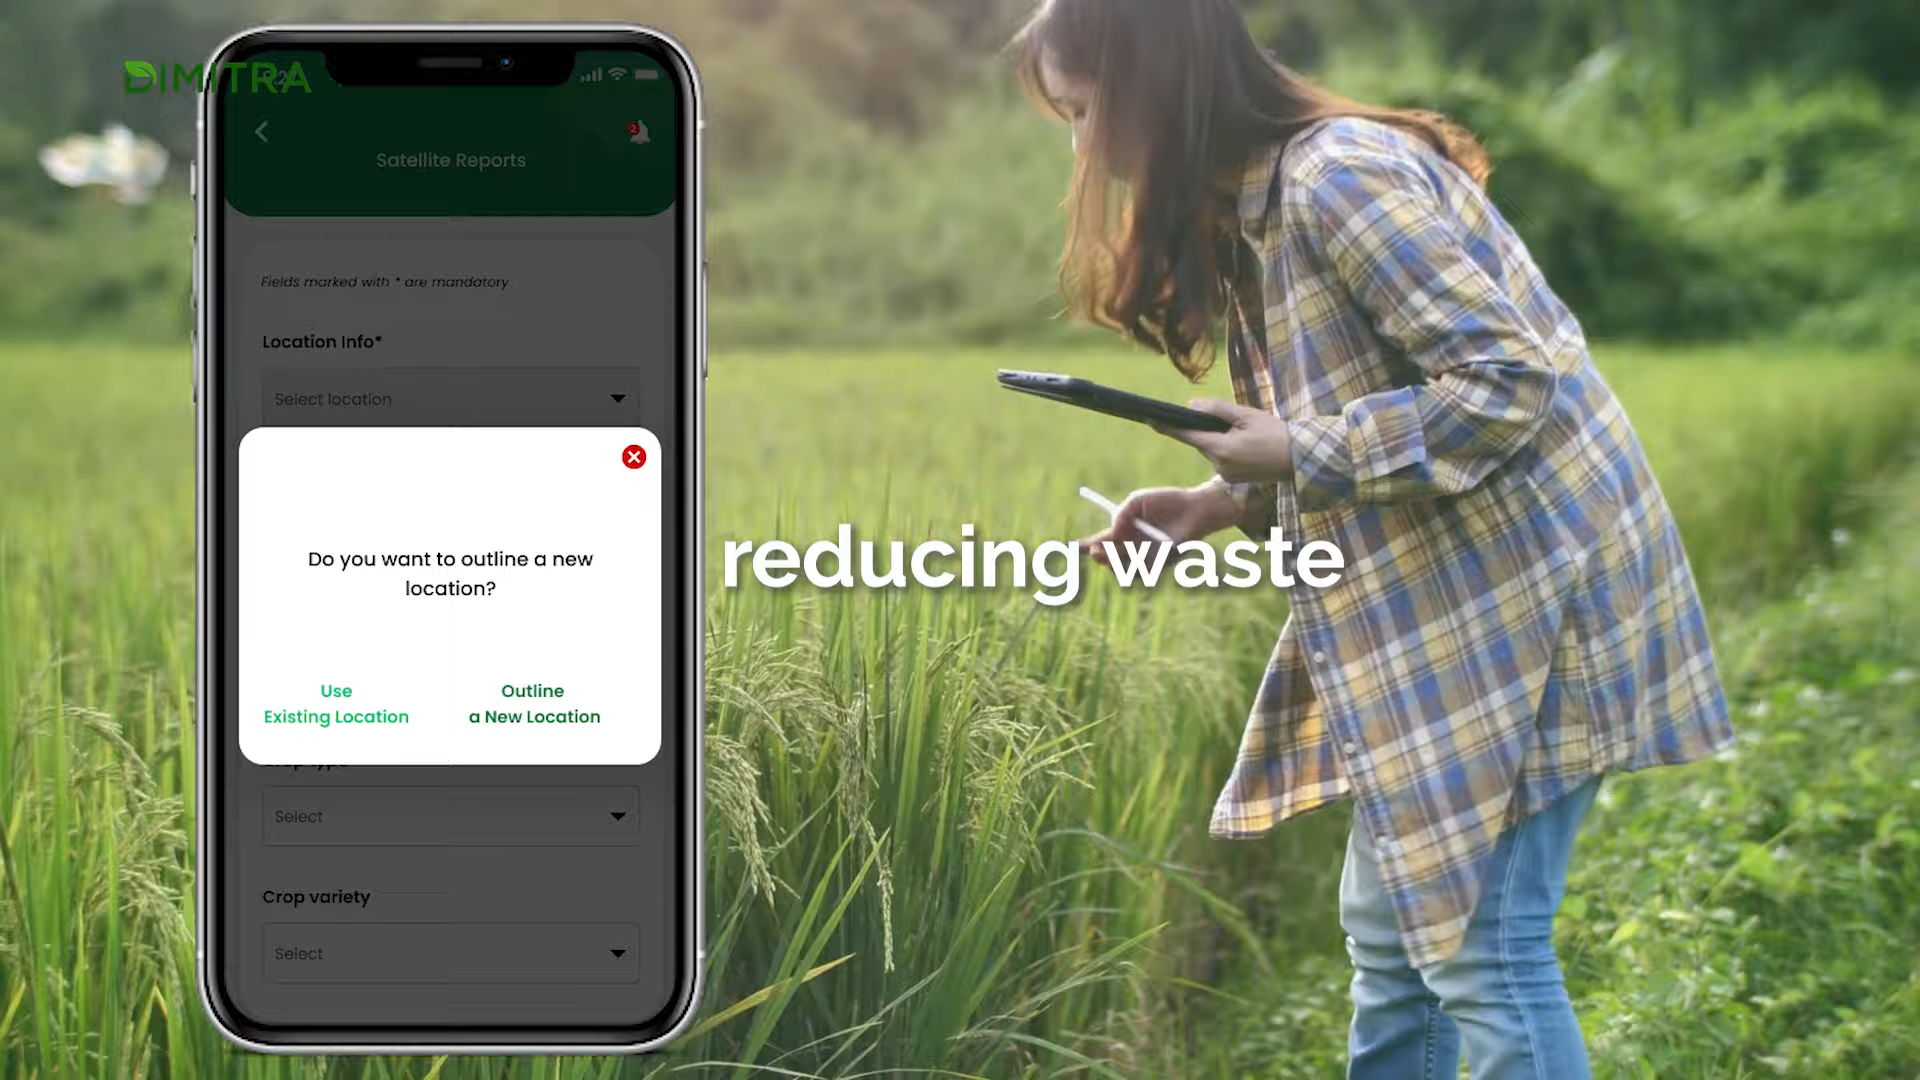 DIMITRA
2
Satellite Reports
Fields marked with * are mandatory
Location Info*
Select location
Do you want to outline a new
location?
Use
Existing Location
Outline
a New Location
Select
Crop variety
Select
reducing waste